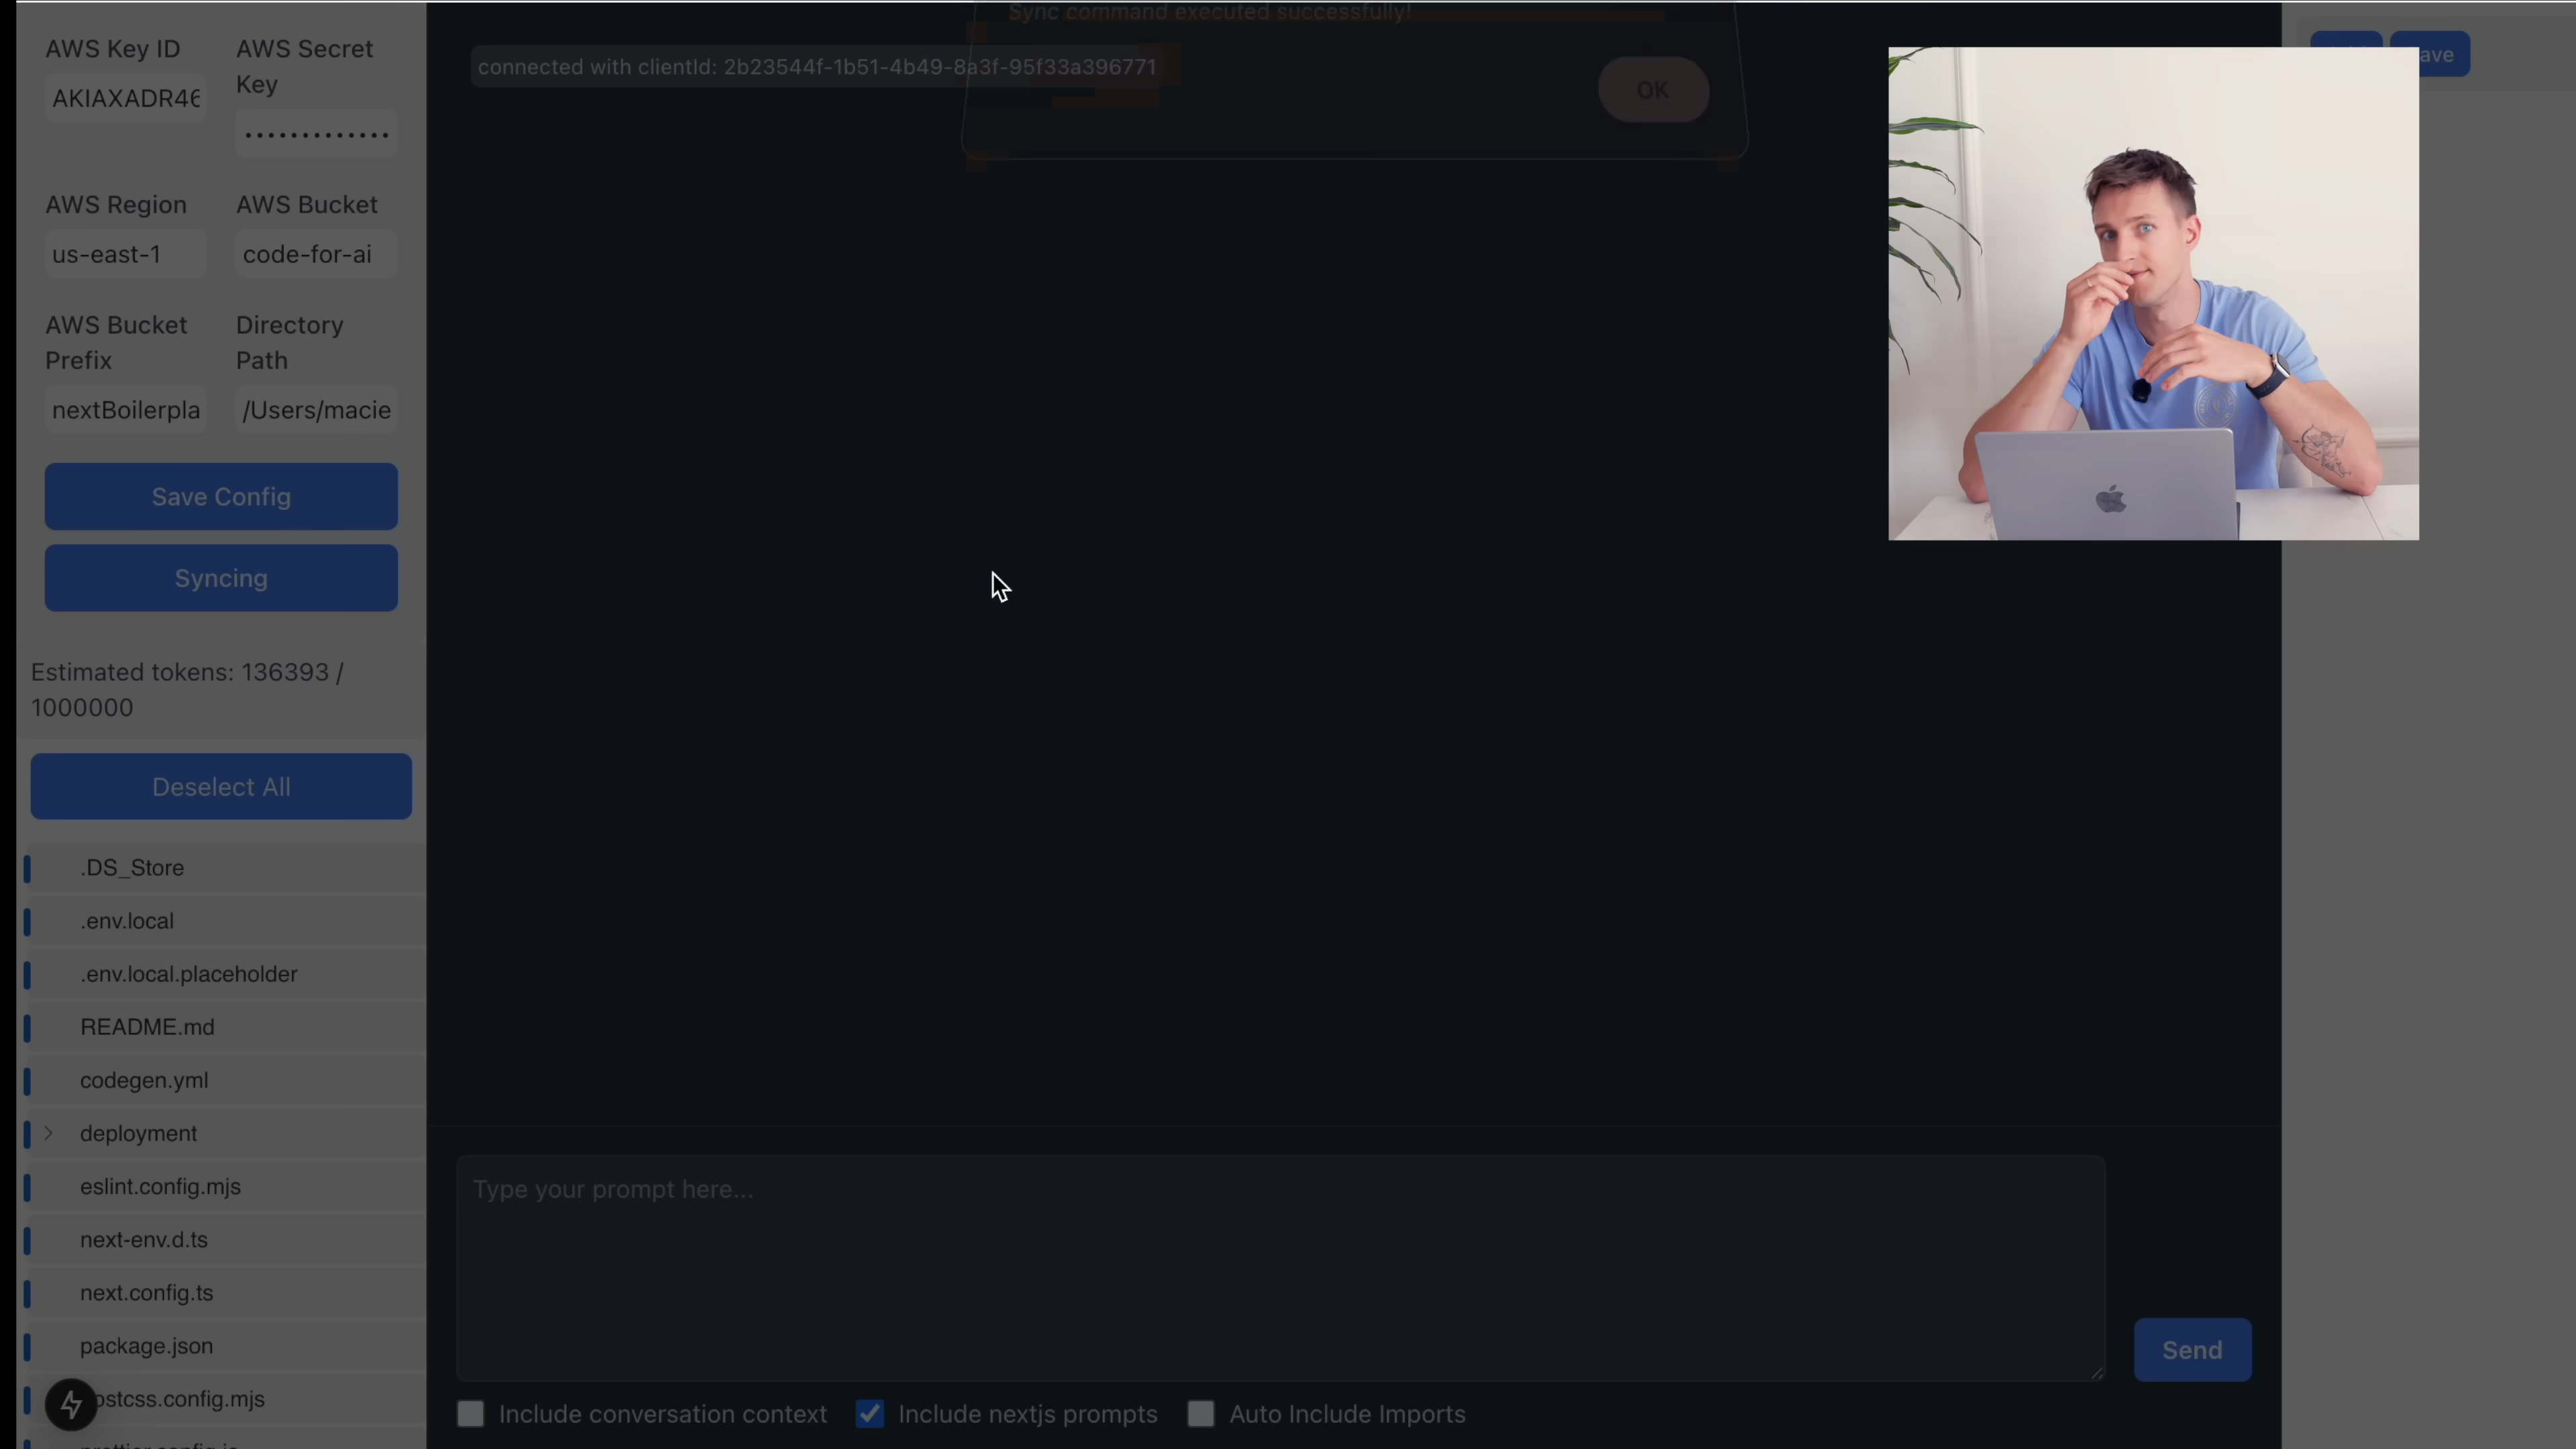 AWS Key ID
AWS Secret Key
AKIAXADR46
•••••••••••••
AWS Region
AWS Bucket
us-east-1
code-for-ai
AWS Bucket Prefix
Directory Path
nextBoilerpla
/Users/macie
Save Config
Syncing
Estimated tokens: 136393 /
1000000
Deselect All
.DS_Store
.env.local
.env.local.placeholder
README.md
codegen.yml
deployment
eslint.config.mjs
next-env.d.ts
next.config.ts
package.json
ostcss.config.mjs
Sync command executed successfully!
connected with clientId: 2b23544f-1b51-4b49-8a3f-95f33a396771
OK
ave
Type your prompt here...
Send
Include conversation context
Include nextjs prompts
Auto Include Imports